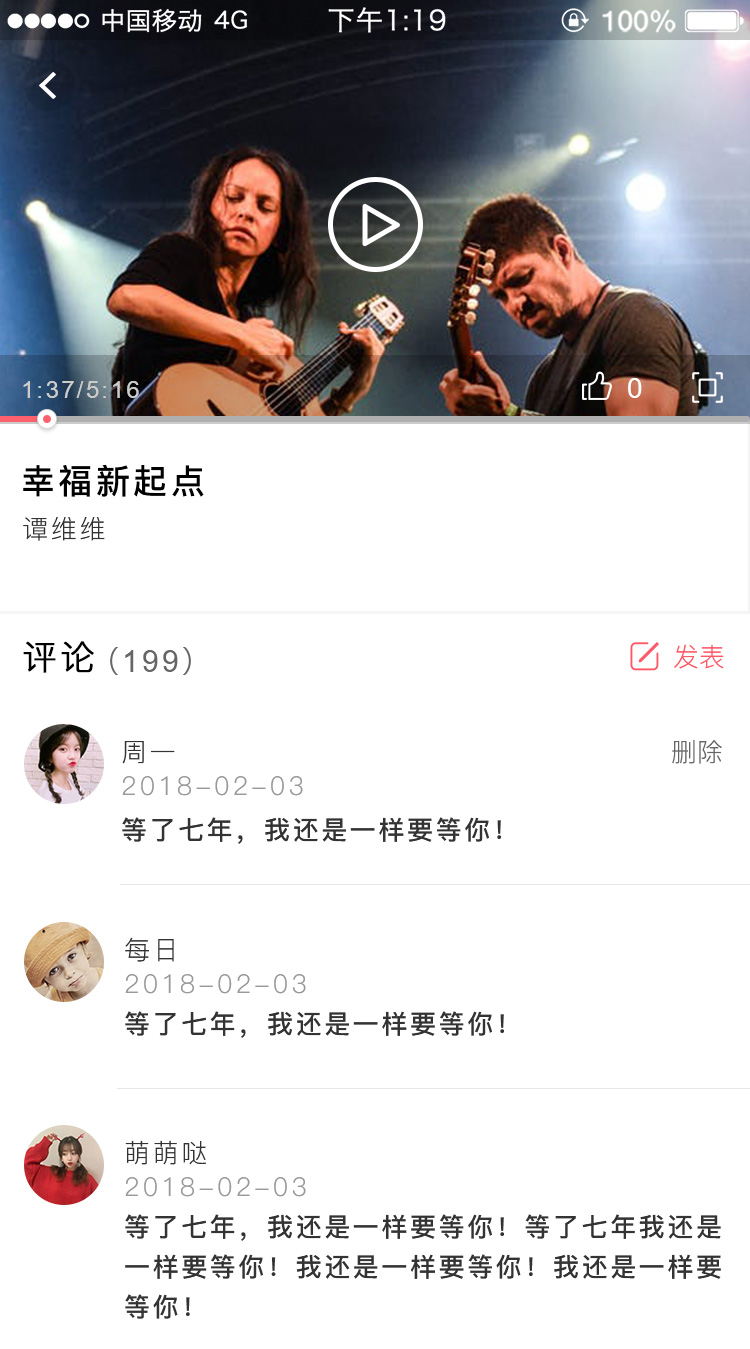 中国移动 4G 下午1:19 100%
1:37/5:16 0
幸福新起点
谭维维
评论 (199) 发表
周一 删除
2018-02-03
等了七年，我还是一样要等你！
每日
2018-02-03
等了七年，我还是一样要等你！
萌萌哒
2018-02-03
等了七年，我还是一样要等你！等了七年我还是
一样要等你！我还是一样要等你！我还是一样要
等你！